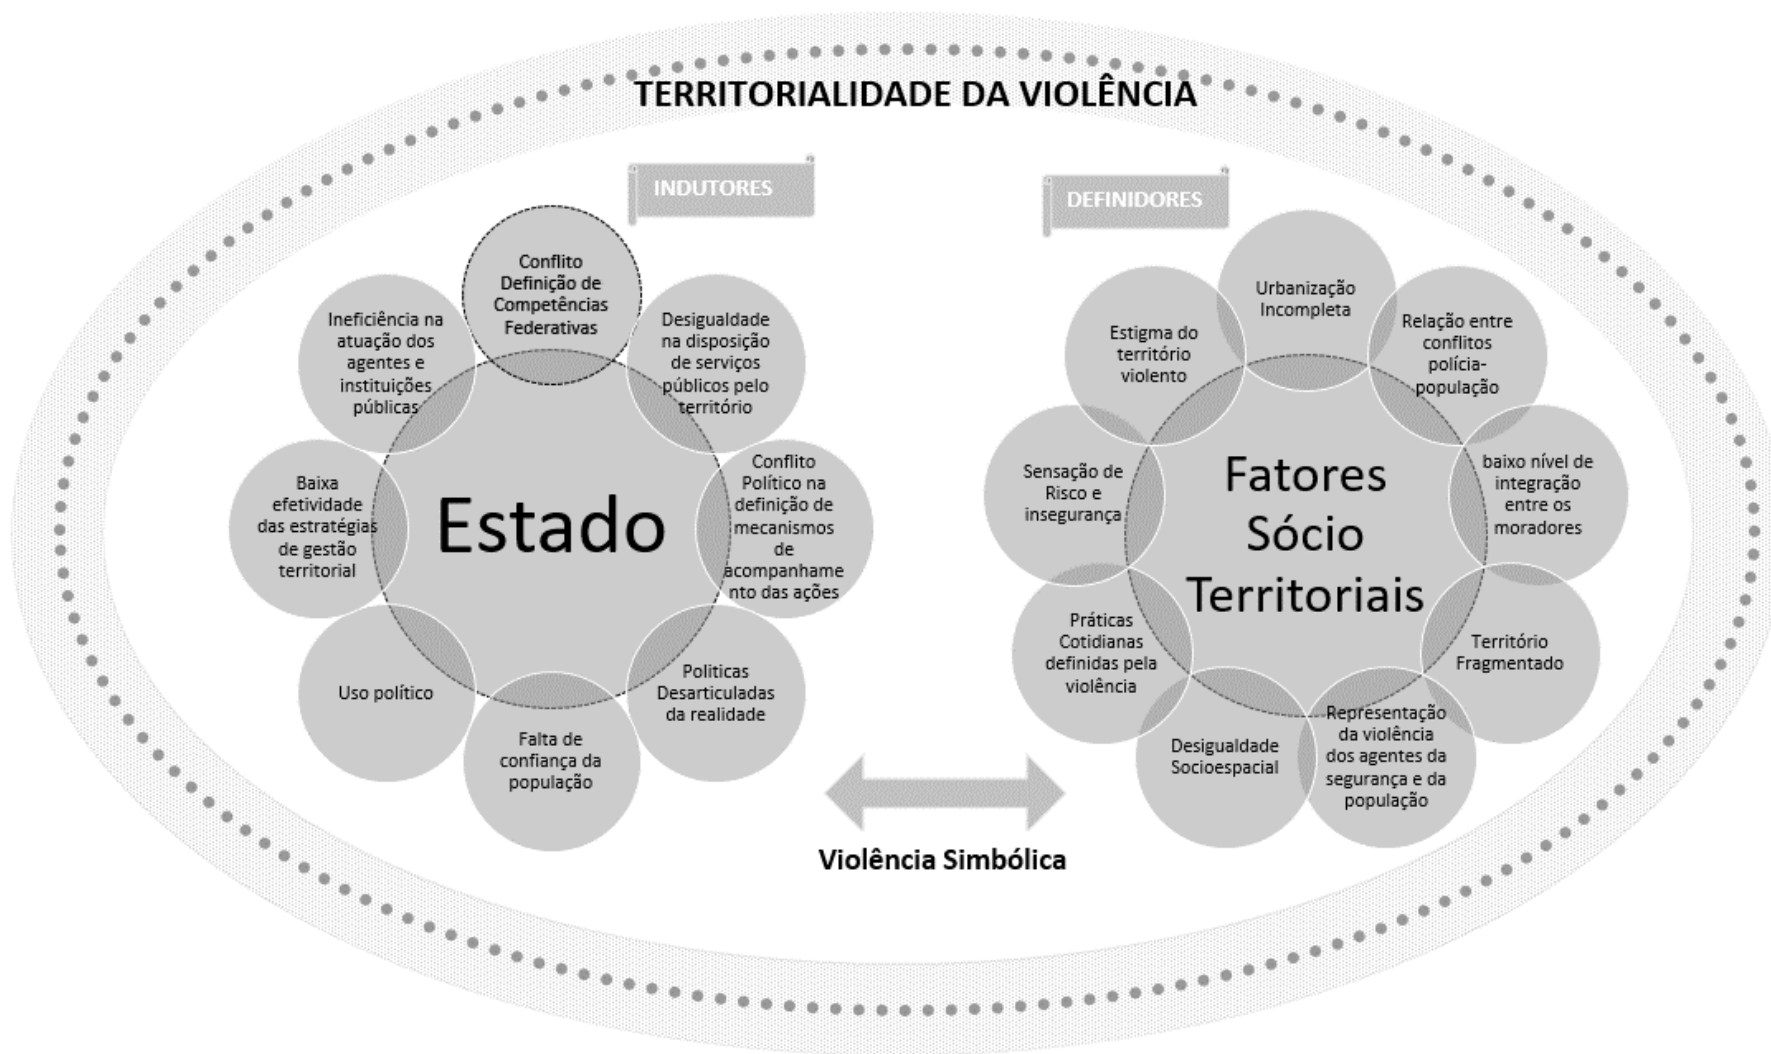 TERRITORIALIDADE DA VIOLÊNCIA
INDUTORES
Conflito
Definição de
Competências
Federativas
Desigualdade
na disposição
de serviços
públicos pelo
território
Conflito
Político na
definição de
mecanismos
de
acompanhame
nto das ações
Politicas
Desarticuladas
da realidade
Falta de
confiança da
população
Uso político
Baixa
efetividade
das estratégias
de gestão
territorial
Ineficiência na
atuação dos
agentes e
instituições
públicas
Estado
DEFINIDORES
Urbanização
Incompleta
Relação entre
conflitos
polícia-
população
baixo nível de
integração
entre os
moradores
Território
Fragmentado
Representação
da violência
dos agentes da
segurança e da
população
Desigualdade
Socioespacial
Práticas
Cotidianas
definidas pela
violência
Sensação de
Risco e
insegurança
Estigma do
território
violento
Fatores
Sócio
Territoriais
Violência Simbólica